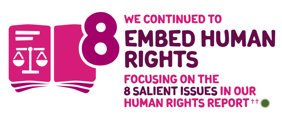 8
WE CONTINUED TO
EMBED HUMAN
RIGHTS
FOCUSING ON THE
8 SALIENT ISSUES IN OUR
HUMAN RIGHTS REPORT††